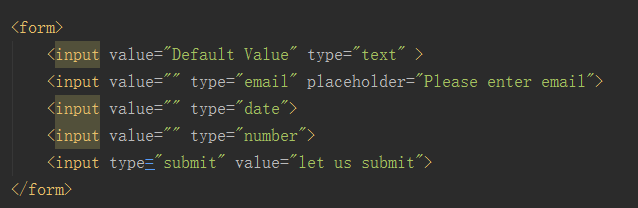 <form>
<input value="Default Value" type="text" >
<input value="" type="email" placeholder="Please enter email">
<input value="" type="date">
<input value="" type="number">
<input type="submit" value="let us submit">
</form>